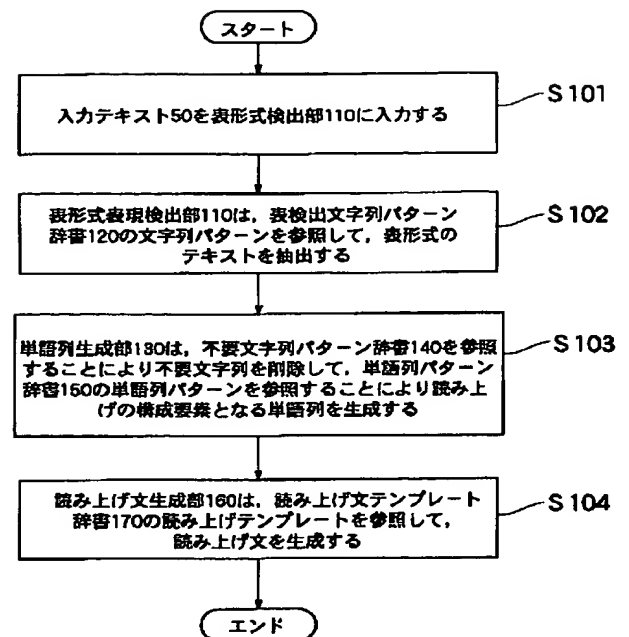 スタート
入力テキスト50を表形式検出部110に入力する
S101
表形式表現検出部110は,表検出文字列パターン
辞書120の文字列パターンを参照して,表形式の
テキストを抽出する
S102
単語列生成部130は,不要文字列パターン辞書140を参照
することにより不要文字列を削除して,単語列パターン
辞書150の単語列パターンを参照することにより読み上
げの構成要素となる単語列を生成する
S103
読み上げ文生成部160は,読み上げ文テンプレート
辞書170の読み上げテンプレートを参照して,
読み上げ文を生成する
S104
エンド